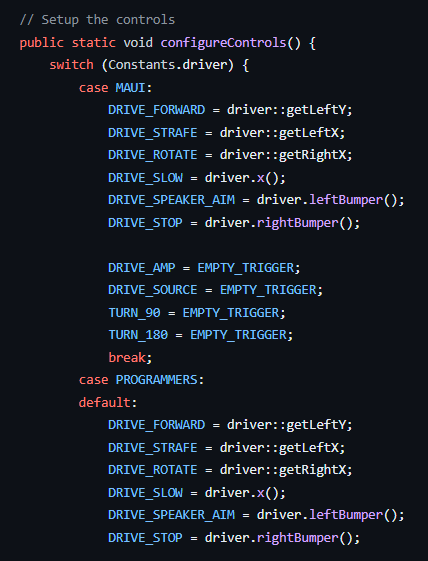 // Setup the controls
public static void configureControls() {
switch (Constants.driver) {
case MAUI:
DRIVE_FORWARD = driver::getLeftY;
DRIVE_STRAFE = driver::getLeftX;
DRIVE_ROTATE = driver::getRightX;
DRIVE_SLOW = driver.x();
DRIVE_SPEAKER_AIM = driver.leftBumper();
DRIVE_STOP = driver.rightBumper();
DRIVE_AMP = EMPTY_TRIGGER;
DRIVE_SOURCE = EMPTY_TRIGGER;
TURN_90 = EMPTY_TRIGGER;
TURN_180 = EMPTY_TRIGGER;
break;
case PROGRAMMERS:
default:
DRIVE_FORWARD = driver::getLeftY;
DRIVE_STRAFE = driver::getLeftX;
DRIVE_ROTATE = driver::getRightX;
DRIVE_SLOW = driver.x();
DRIVE_SPEAKER_AIM = driver.leftBumper();
DRIVE_STOP = driver.rightBumper();